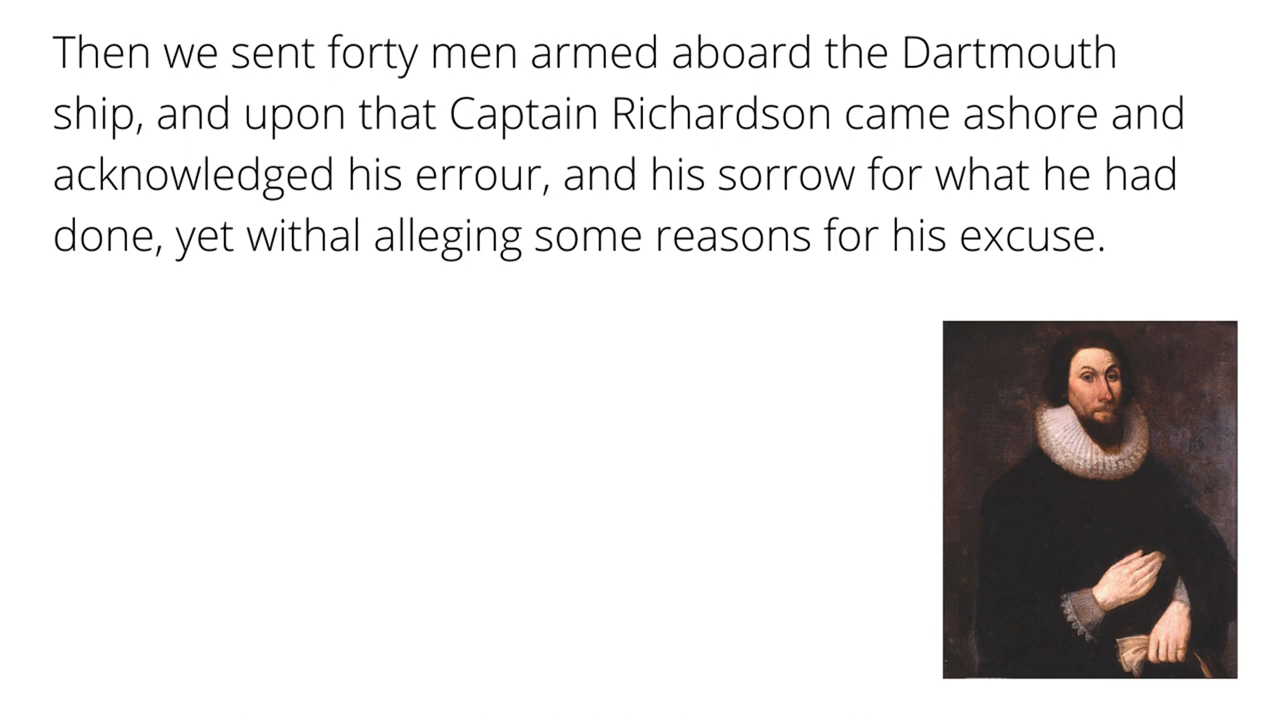 Then we sent forty men armed aboard the Dartmouth
ship, and upon that Captain Richardson came ashore and
acknowledged his errour, and his sorrow for what he had
done, yet withal alleging some reasons for his excuse.